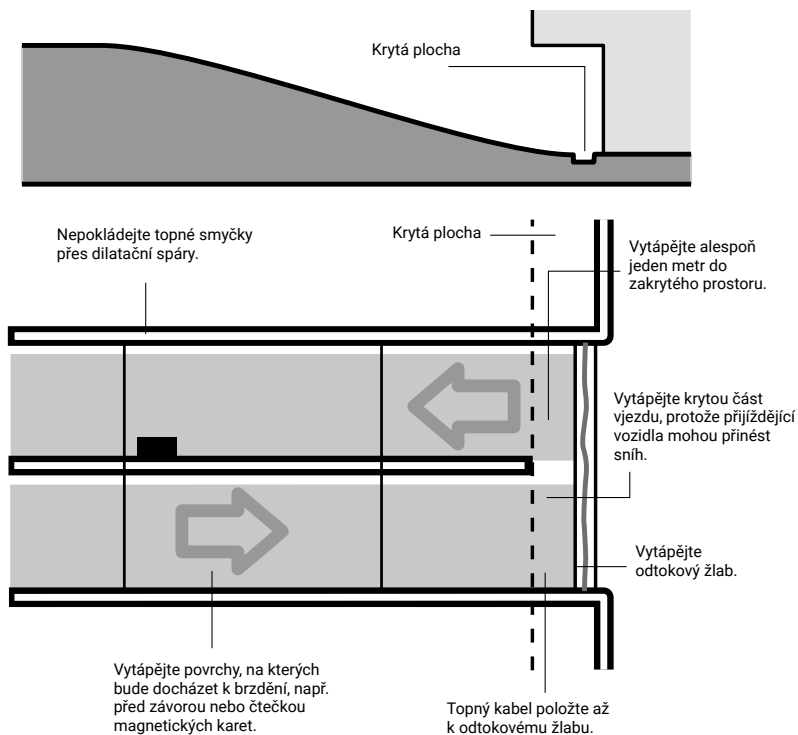 Krytá plocha
Nepokládejte topné smyčky
přes dilatační spáry.
Krytá plocha
Vytápějte alespoň
jeden metr do
zakrytého prostoru.
Vytápějte krytou část
vjezdu, protože přijíždějící
vozidla mohou přinést
sníh.
Vytápějte
odtokový žlab.
Vytápějte povrchy, na kterých
bude docházet k brzdění, např.
před závorou nebo čtečkou
magnetických karet.
Topný kabel položte až
k odtokovému žlabu.